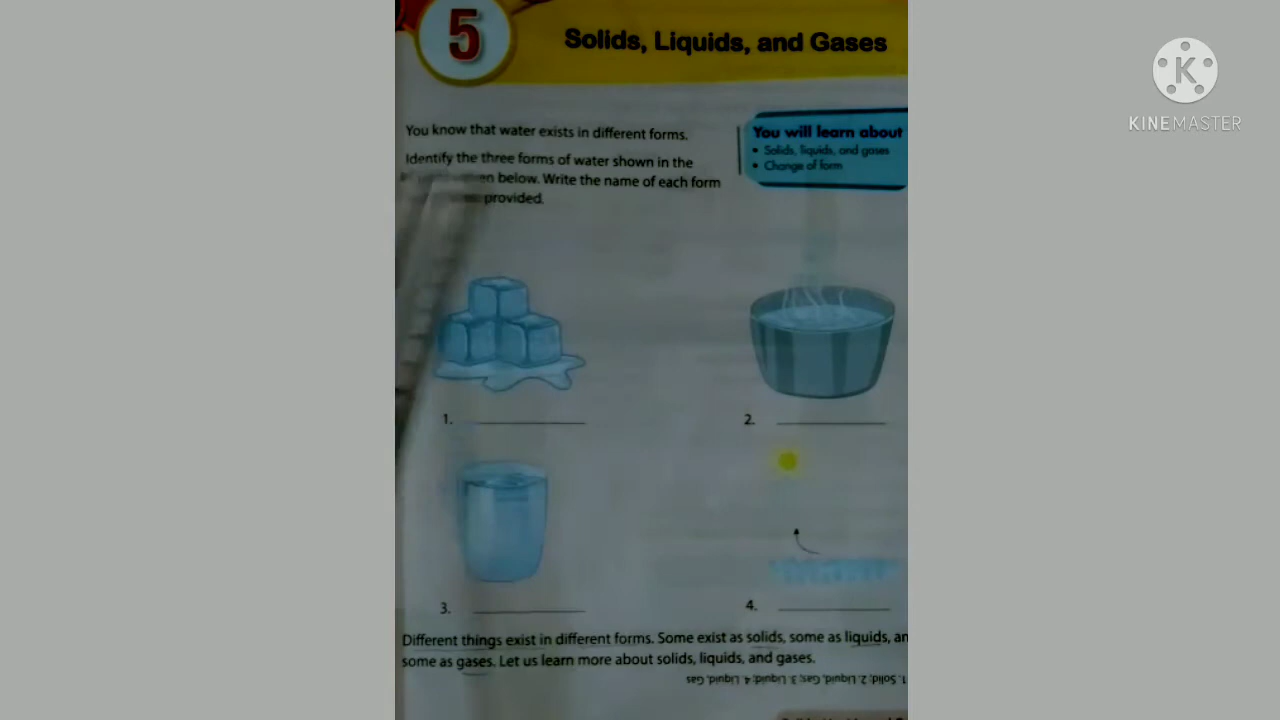 5
Solids, Liquids, and Gases
You know that water exists in different forms.
Identify the three forms of water shown in the
below. Write the name of each form
provided.
You will learn about
• Solids, liquids, and gases
• Change of form
KINEMASTER
1.
2.
3.
4.
Different things exist in different forms. Some exist as solids, some as liquids, an
some as gases. Let us learn more about solids, liquids, and gases.
1. Solid; 2. Liquid, Gas; 3. Liquid; 4. Liquid, Gas